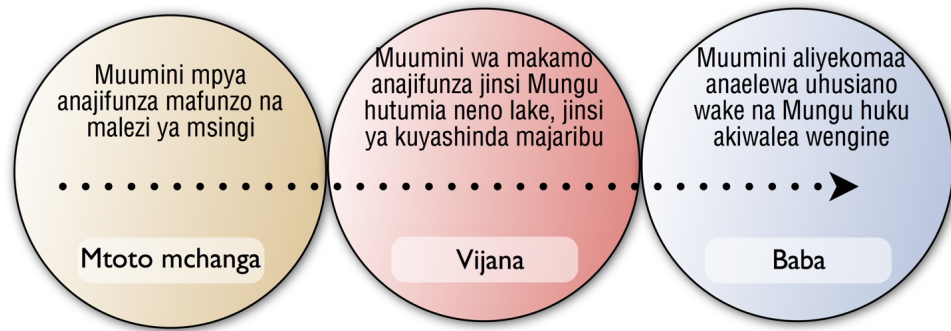 Muumini mpya
anajifunza mafunzo na
malezi ya msingi
Mtoto mchanga
Muumini wa makamo
anajifunza jinsi Mungu
hutumia neno lake, jinsi
ya kuyashinda majaribu
Vijana
Muumini aliyekomaa
anaelewa uhusiano
wake na Mungu huku
akiwalea wengine
Baba